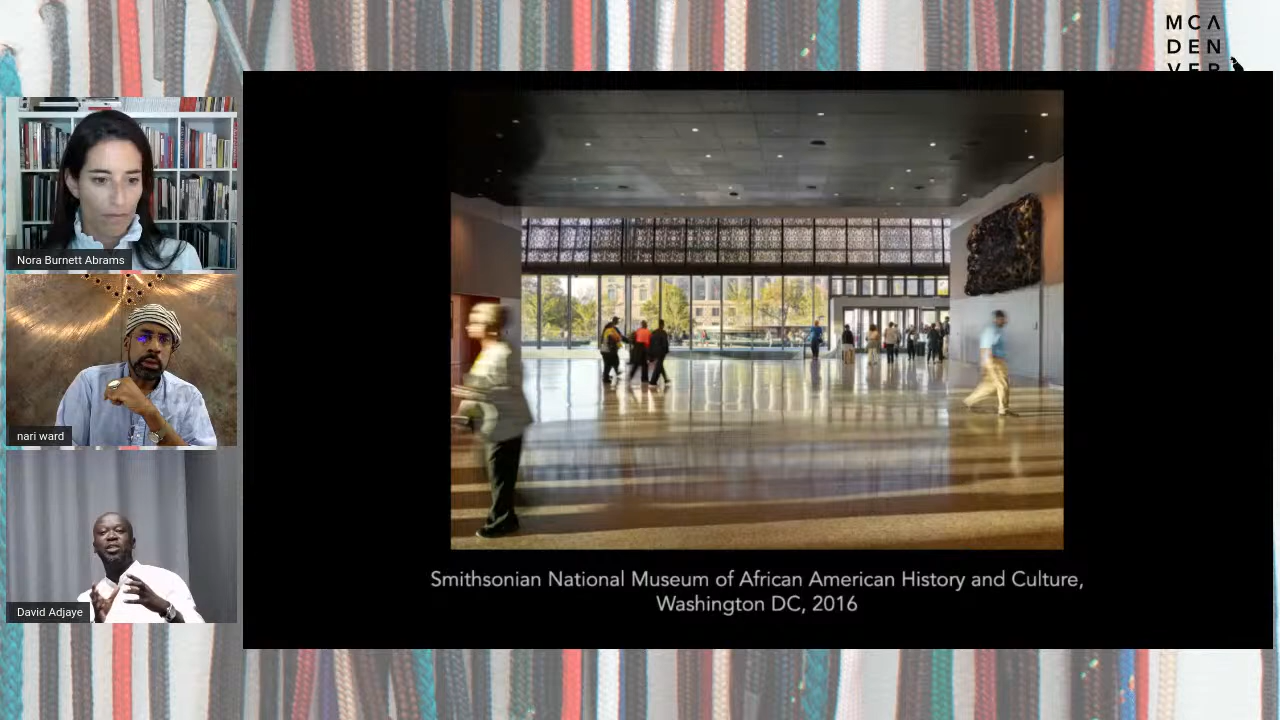 MCA
DEN
VER
Nora Burnett Abrams
nari ward
David Adjaye
Smithsonian National Museum of African American History and Culture,
Washington DC, 2016